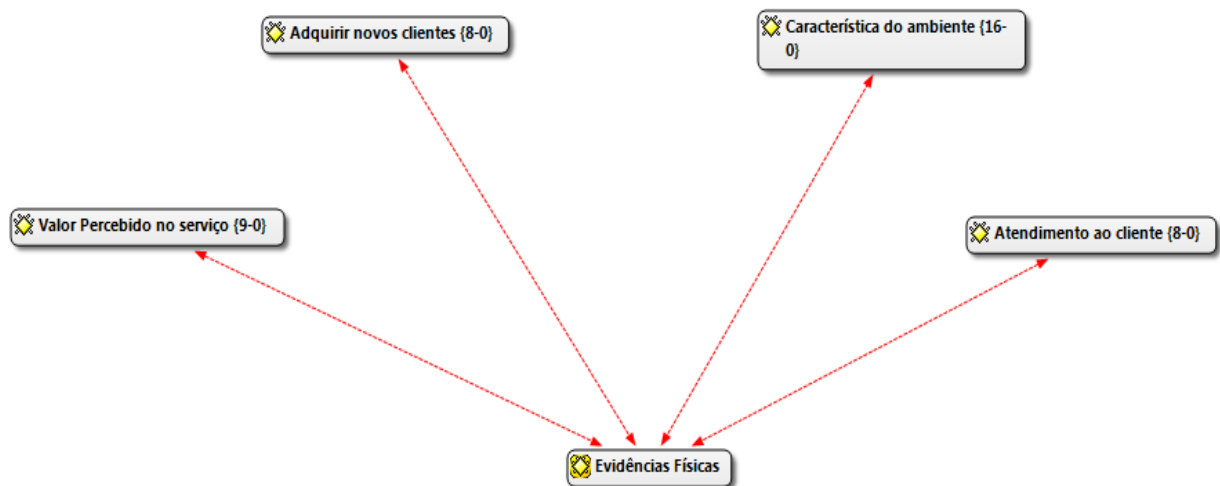 Adquirir novos clientes {8-0}
Característica do ambiente {16-
0}
Valor Percebido no serviço {9-0}
Atendimento ao cliente {8-0}
Evidências Físicas